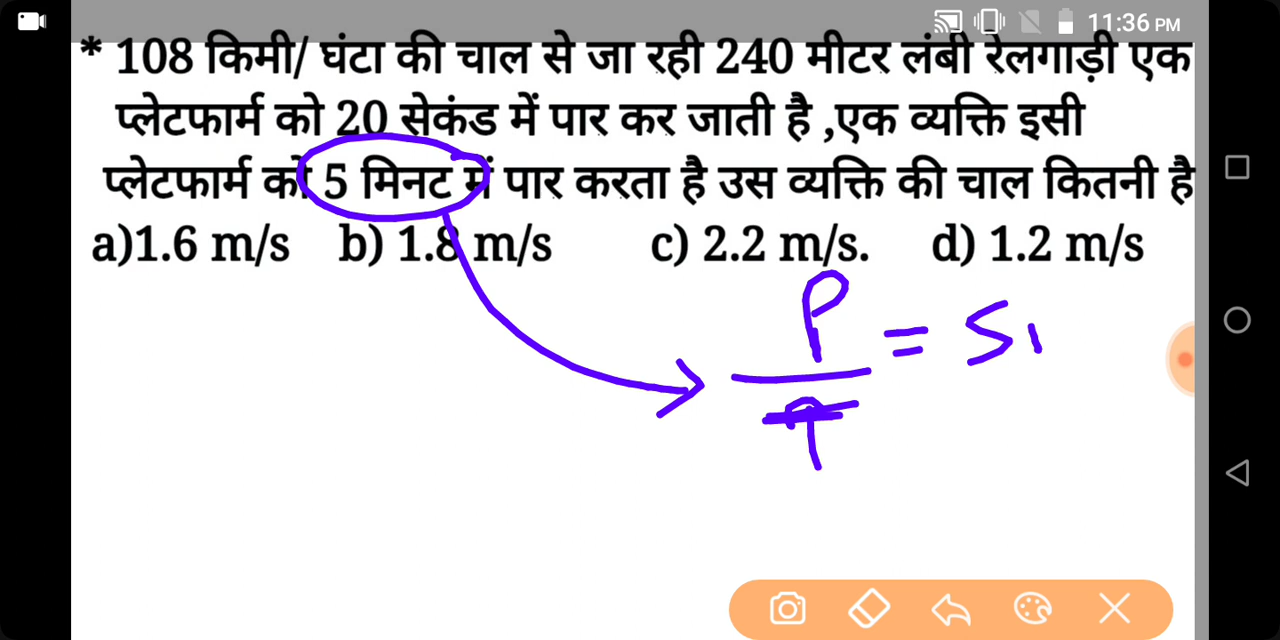 11:36 PM
* 108 किमी/ घंटा की चाल से जा रही 240 मीटर लंबी रेलगाड़ी एक
प्लेटफार्म को 20 सेकंड में पार कर जाती है ,एक व्यक्ति इसी
प्लेटफार्म को 5 मिनट में पार करता है उस व्यक्ति की चाल कितनी है
a)1.6 m/s b) 1.8 m/s c) 2.2 m/s. d) 1.2 m/s
P
= S1
T